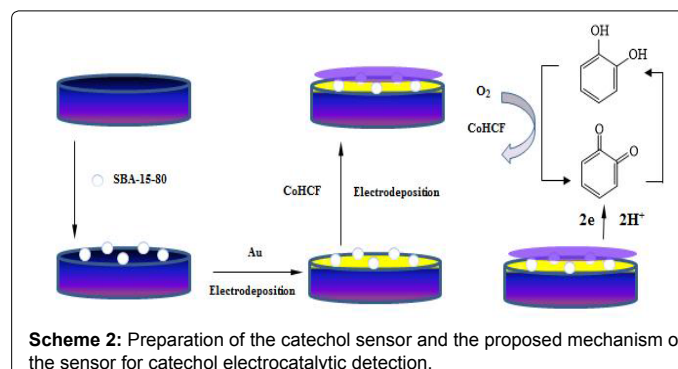 OH
OH
O₂
CoHCF
SBA-15-80
CoHCF
Electrodeposition
O
O
2e 2H⁺
Au
Electrodeposition
Scheme 2: Preparation of the catechol sensor and the proposed mechanism o
the sensor for catechol electrocatalytic detection.